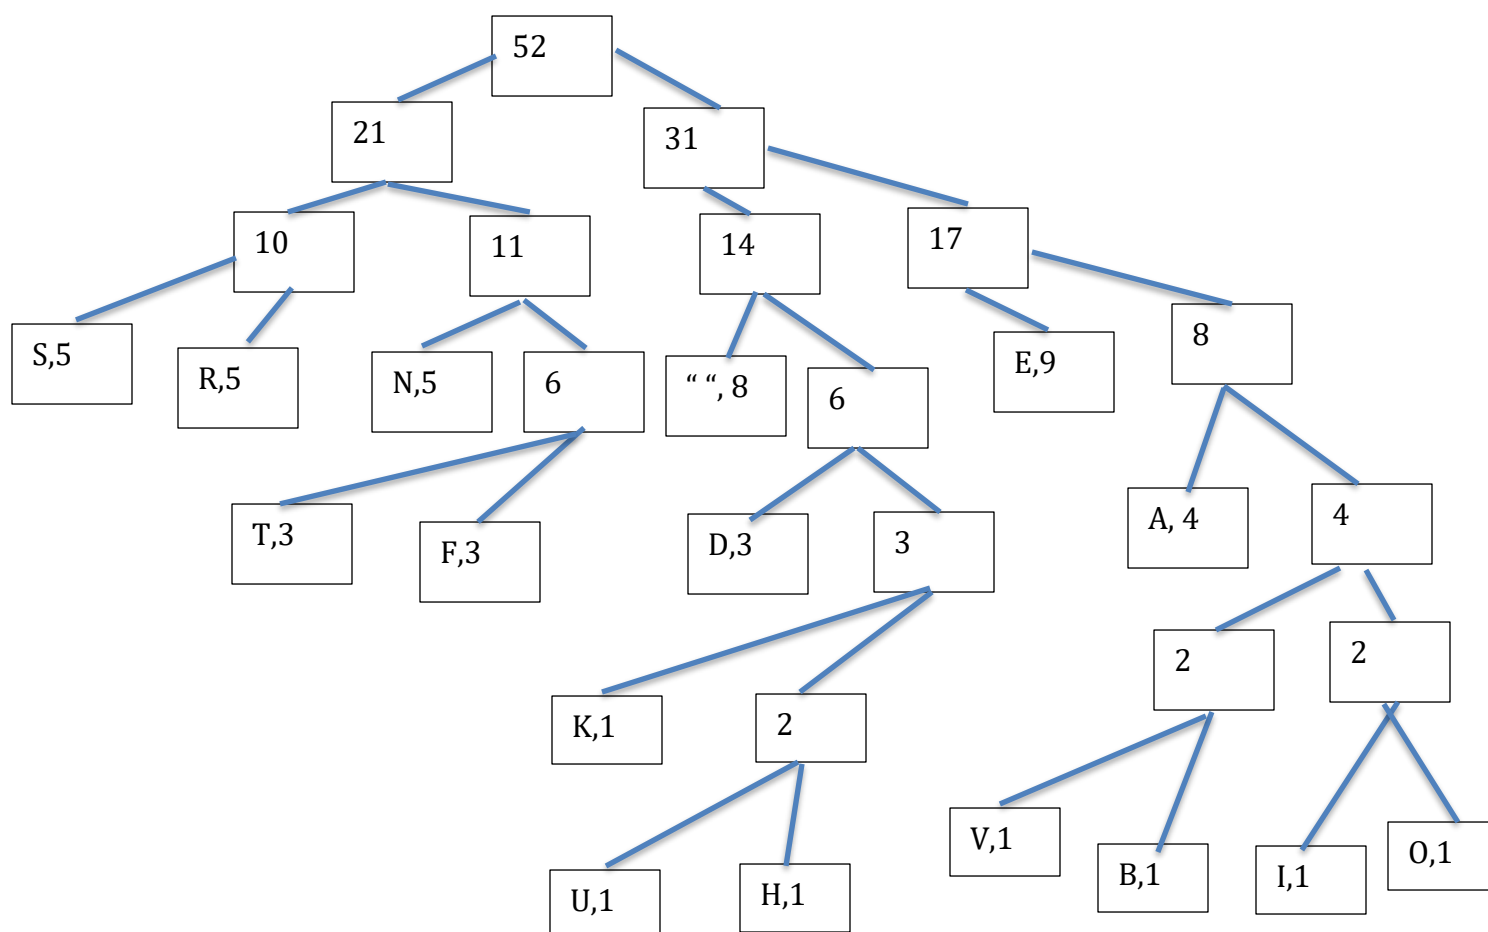 52
21
31
10
11
14
17
S,5
R,5
N,5
6
“ “, 8
6
E,9
8
T,3
F,3
D,3
3
A, 4
4
K,1
2
2
2
U,1
H,1
V,1
B,1
I,1
O,1